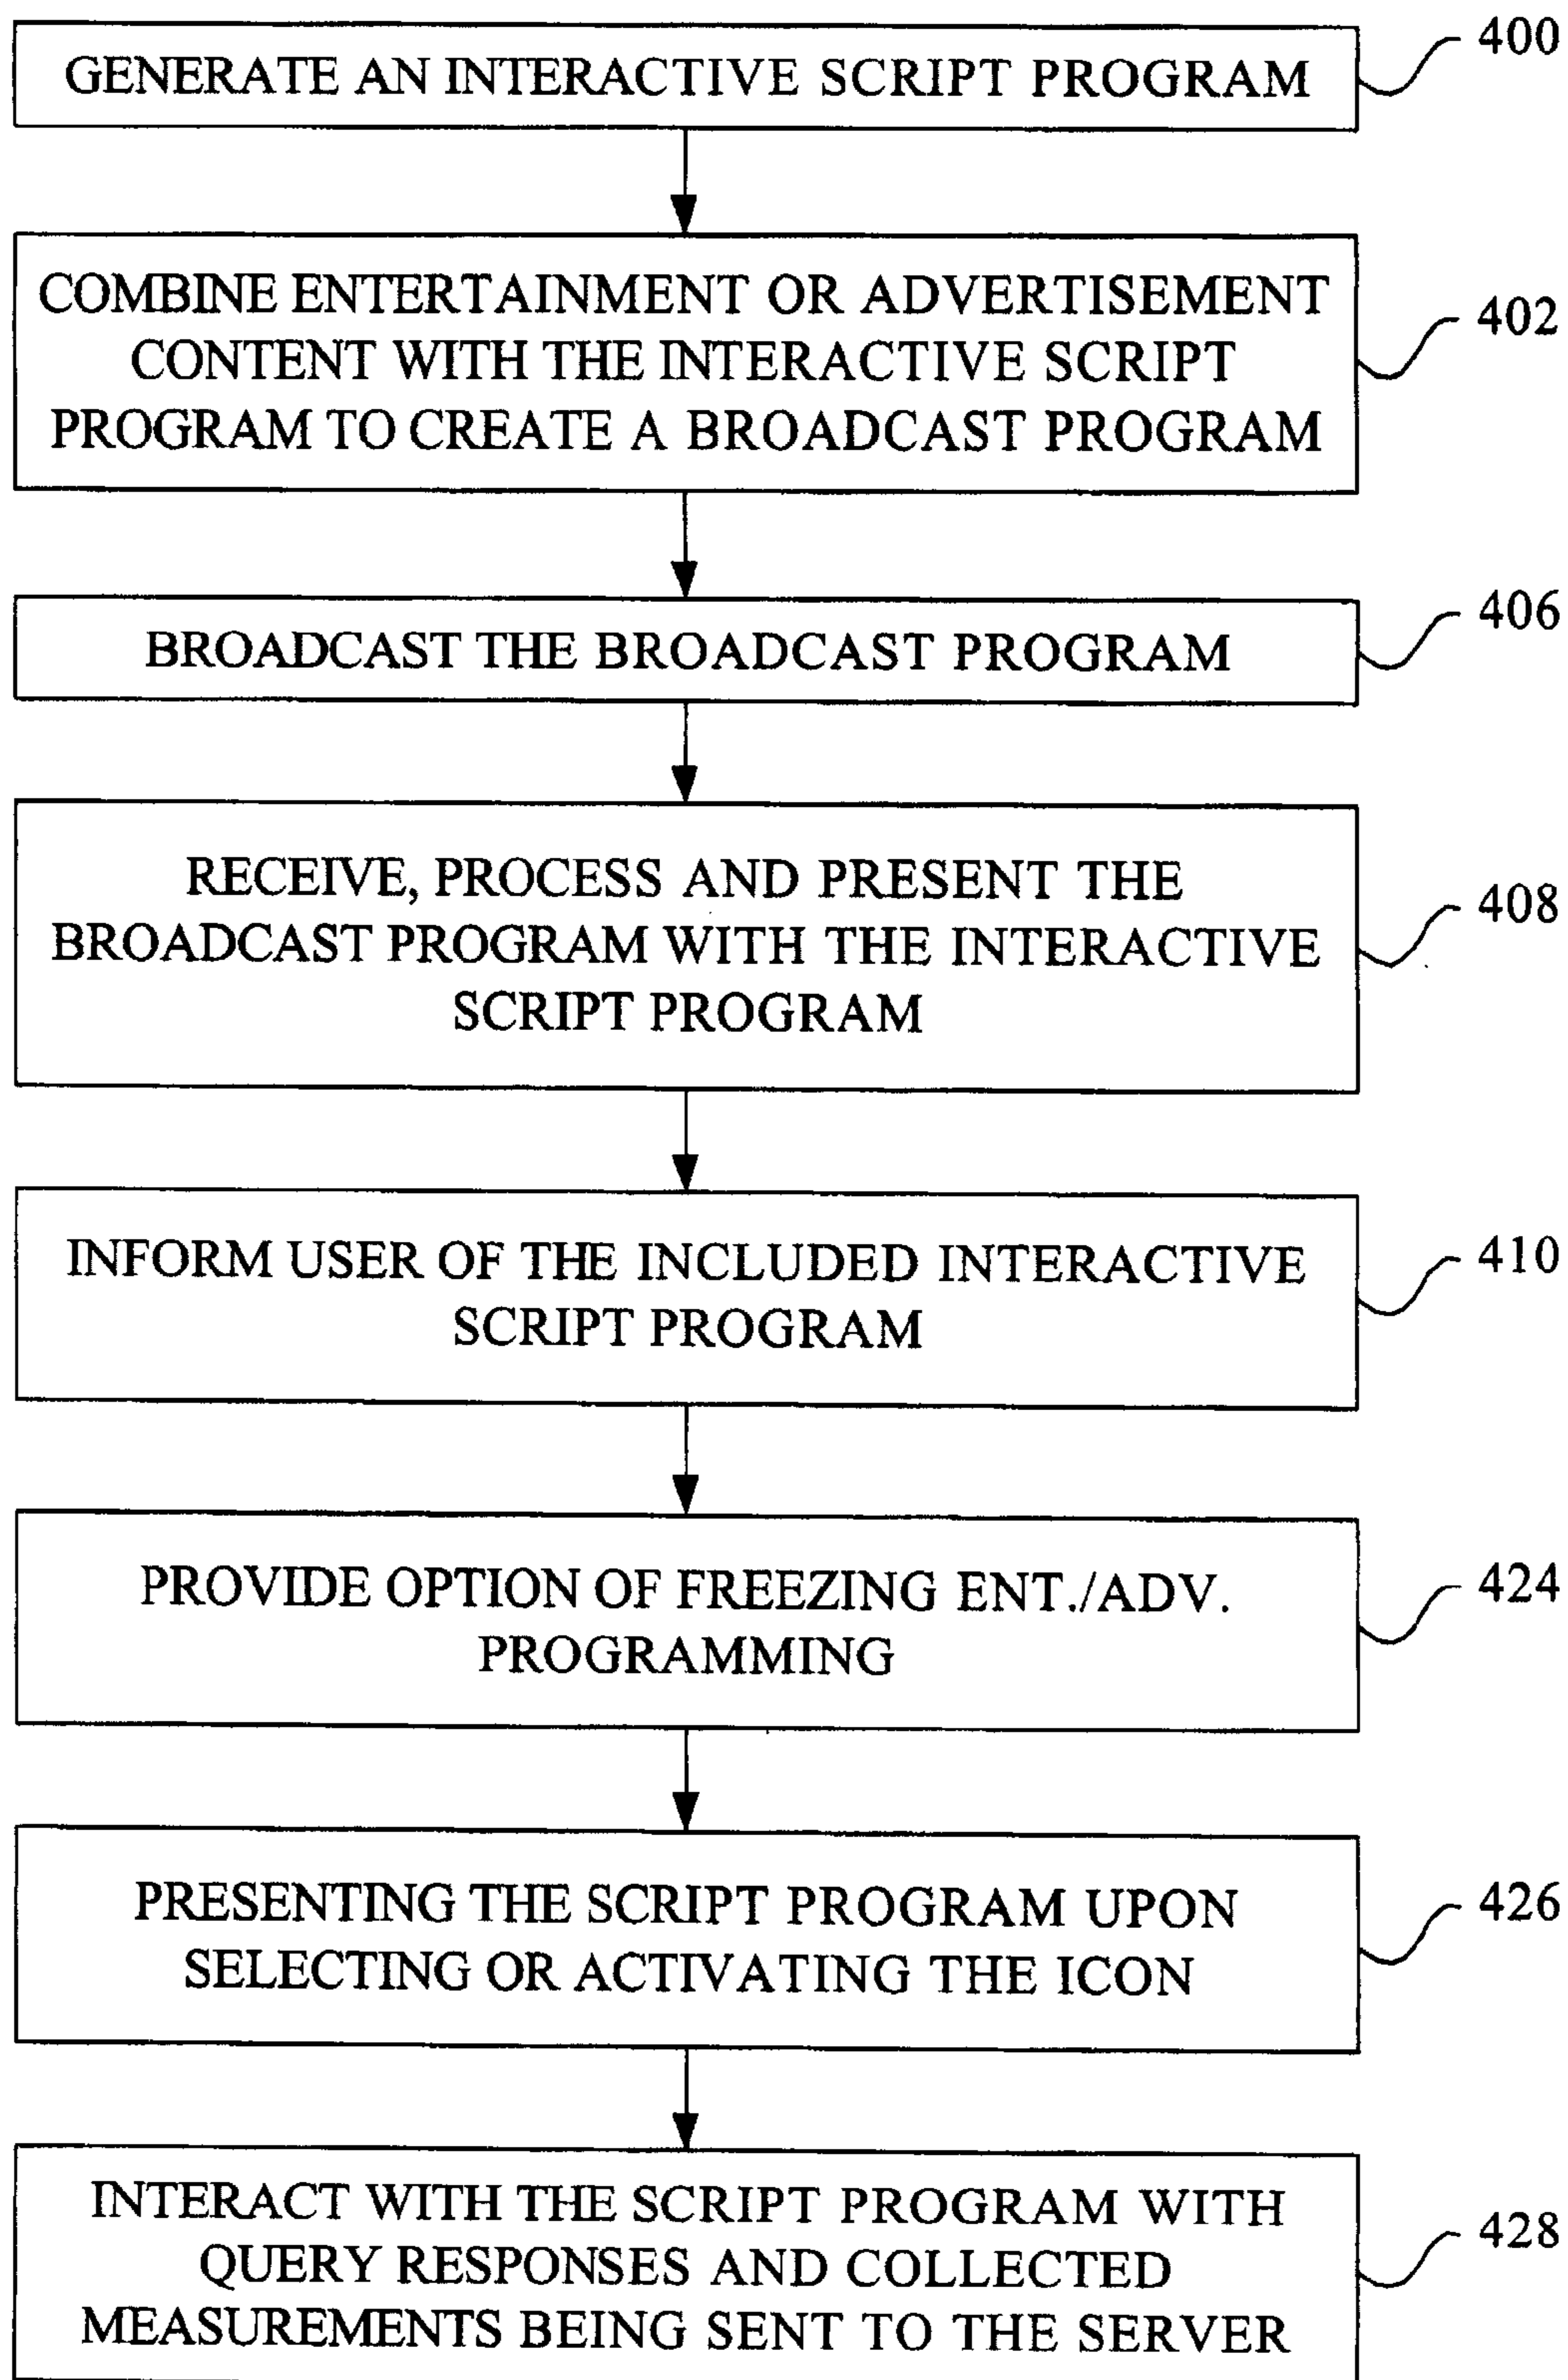 GENERATE AN INTERACTIVE SCRIPT PROGRAM
400
COMBINE ENTERTAINMENT OR ADVERTISEMENT
CONTENT WITH THE INTERACTIVE SCRIPT
PROGRAM TO CREATE A BROADCAST PROGRAM
402
BROADCAST THE BROADCAST PROGRAM
406
RECEIVE, PROCESS AND PRESENT THE
BROADCAST PROGRAM WITH THE INTERACTIVE
SCRIPT PROGRAM
408
INFORM USER OF THE INCLUDED INTERACTIVE
SCRIPT PROGRAM
410
PROVIDE OPTION OF FREEZING ENT./ADV.
PROGRAMMING
424
PRESENTING THE SCRIPT PROGRAM UPON
SELECTING OR ACTIVATING THE ICON
426
INTERACT WITH THE SCRIPT PROGRAM WITH
QUERY RESPONSES AND COLLECTED
MEASUREMENTS BEING SENT TO THE SERVER
428